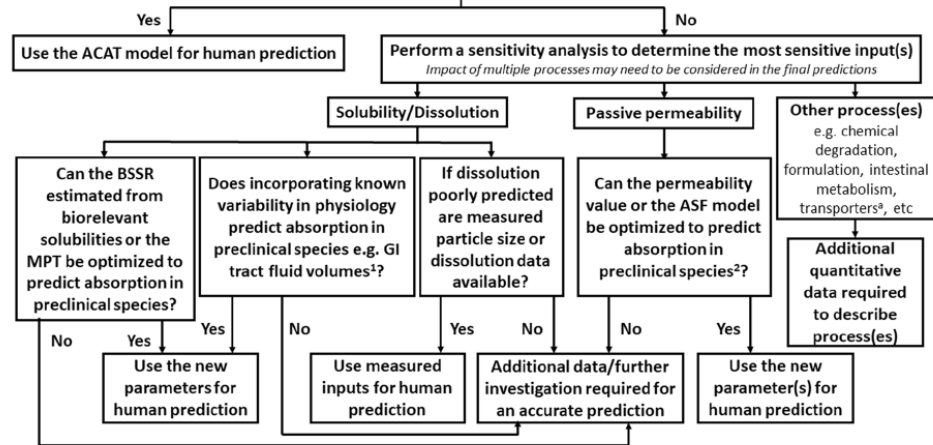 Yes
No
Use the ACAT model for human prediction
Perform a sensitivity analysis to determine the most sensitive input(s)
Impact of multiple processes may need to be considered in the final predictions
Solubility/Dissolution
Passive permeability
Other process(es)
e.g. chemical
degradation,
formulation, intestinal
metabolism,
transportersᵃ, etc
Can the BSSR
estimated from
biorelevant
solubilities or the
MPT be optimized to
predict absorption in
preclinical species?
Does incorporating known
variability in physiology
predict absorption in
preclinical species e.g. GI
tract fluid volumes¹?
If dissolution
poorly predicted
are measured
particle size or
dissolution data
available?
Can the permeability
value or the ASF model
be optimized to predict
absorption in
preclinical species²?
Additional
quantitative
data required
to describe
process(es)
No
Yes
Yes
No
Yes
No
No
Yes
Use the new
parameters for
human prediction
Use measured
inputs for human
prediction
Additional data/further
investigation required for
an accurate prediction
Use the new
parameter(s) for
human prediction